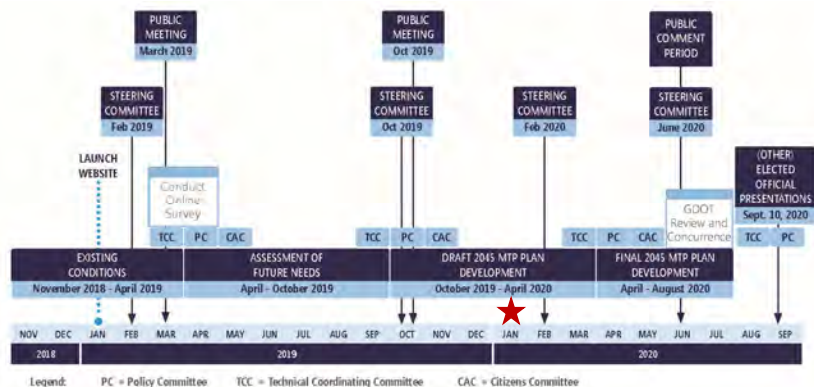 PUBLIC
MEETING
March 2019
PUBLIC
MEETING
Oct 2019
PUBLIC
COMMENT
PERIOD
STEERING
COMMITTEE
Feb 2019
STEERING
COMMITTEE
Oct 2019
STEERING
COMMITTEE
Feb 2020
STEERING
COMMITTEE
June 2020
(OTHER)
ELECTED
OFFICIAL
PRESENTATIONS
Sept. 10, 2020
LAUNCH
WEBSITE
Conduct
Online
Survey
GDOT
Review and
Concurrence
TCC PC CAC TCC PC CAC TCC PC CAC TCC PC
EXISTING
CONDITIONS
November 2018 - April 2019
ASSESSMENT OF
FUTURE NEEDS
April - October 2019
DRAFT 2045 MTP PLAN
DEVELOPMENT
October 2019 - April 2020
FINAL 2045 MTP PLAN
DEVELOPMENT
April - August 2020
NOV DEC JAN FEB MAR APR MAY JUN JUL AUG SEP OCT NOV DEC JAN FEB MAR APR MAY JUN JUL AUG SEP
2018 2019 2020
Legend: PC = Policy Committee TCC = Technical Coordinating Committee CAC = Citizens Committee